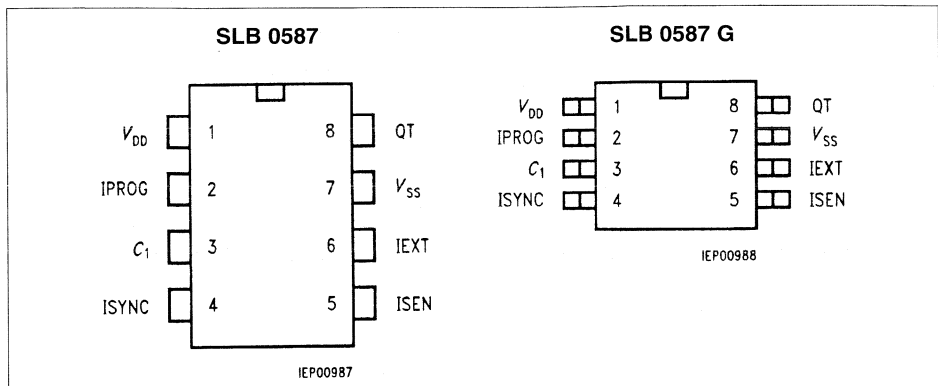 SLB 0587
V_DD 1 8 QT
IPROG 2 7 V_SS
C_1 3 6 IEXT
ISYNC 4 5 ISEN
IEP00987
SLB 0587 G
V_DD 1 8 QT
IPROG 2 7 V_SS
C_1 3 6 IEXT
ISYNC 4 5 ISEN
IEP00988